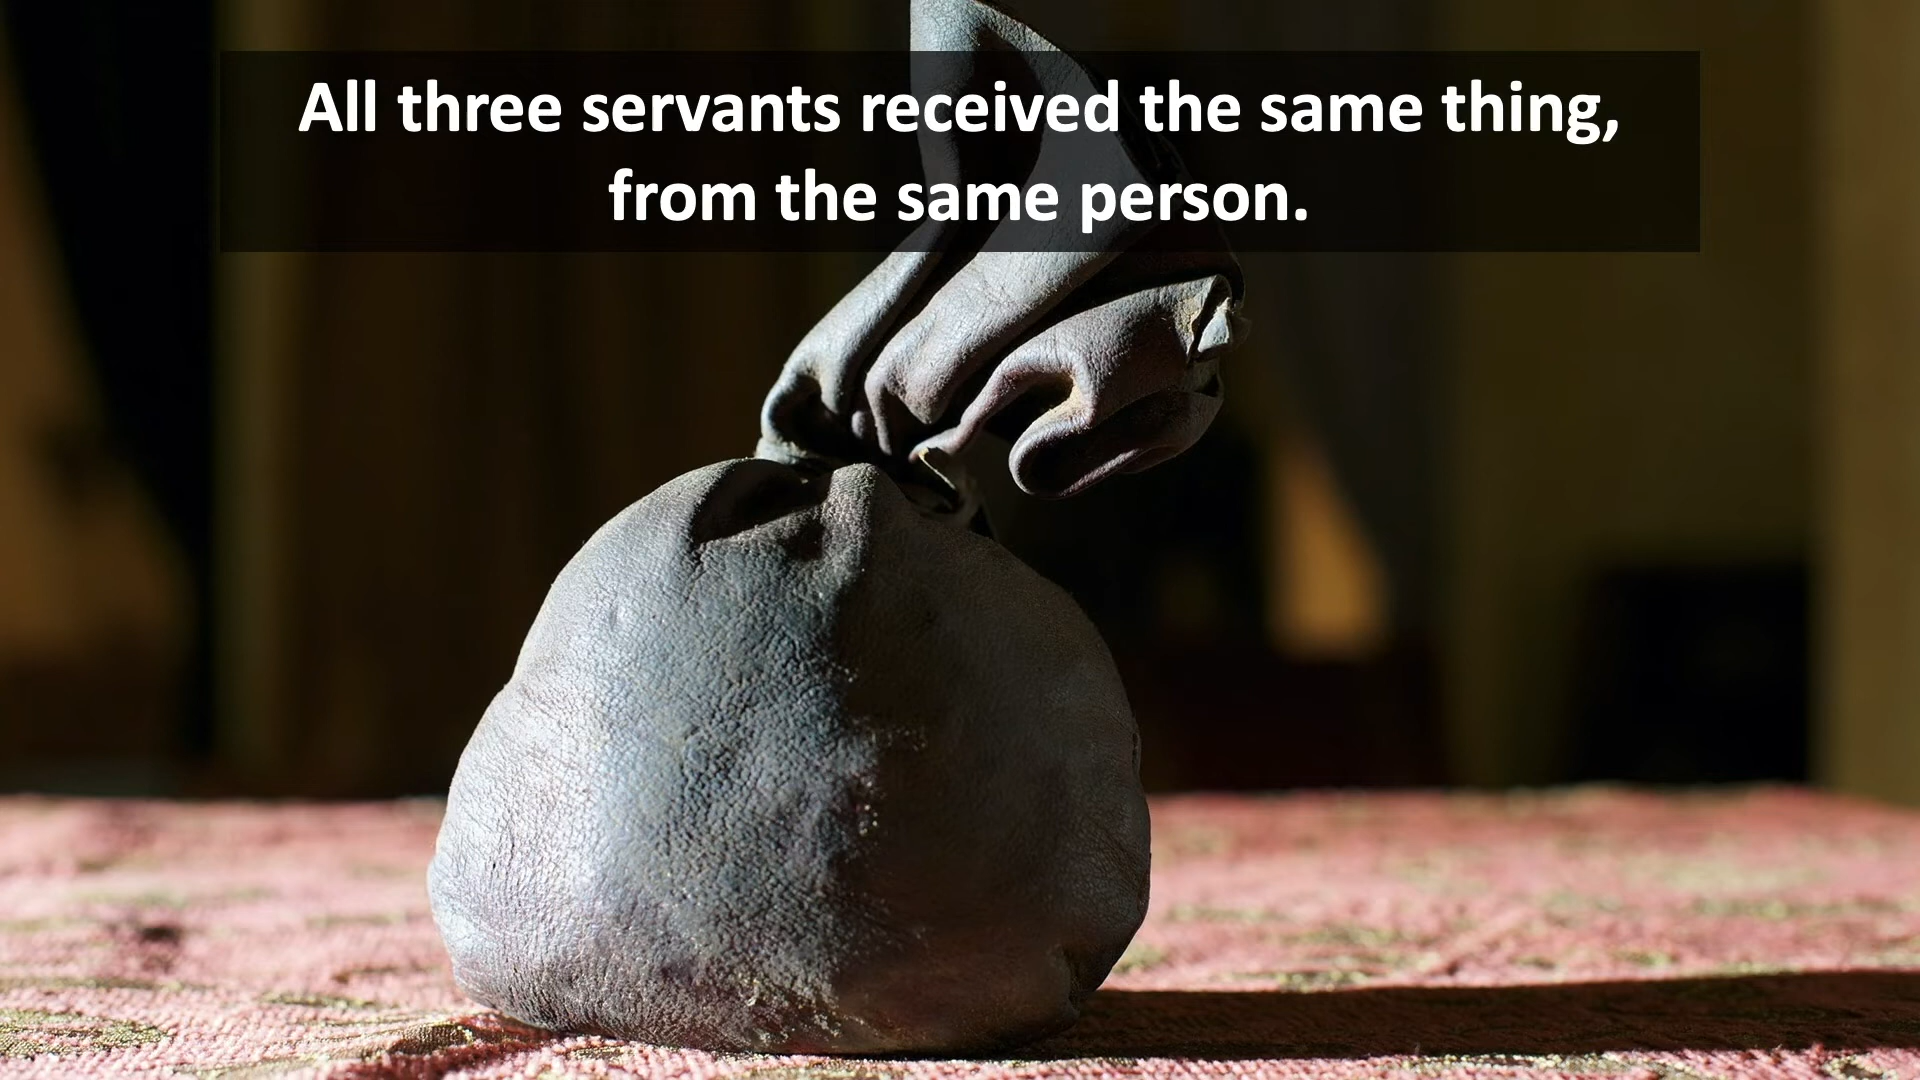 All three servants received the same thing,
from the same person.